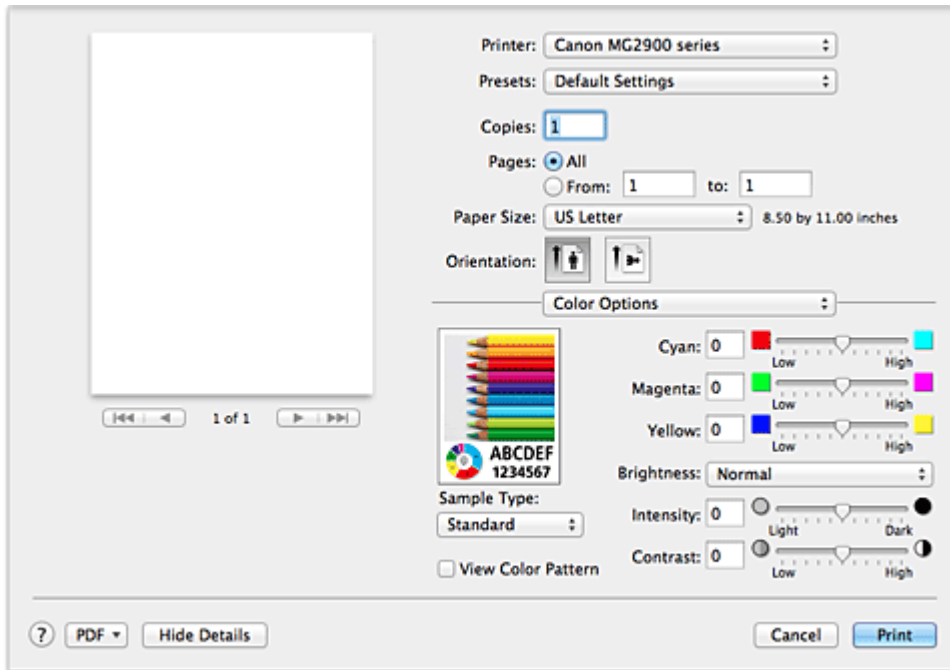 Printer: Canon MG2900 series
Presets: Default Settings
Copies: 1
Pages: All
From: 1 to: 1
Paper Size: US Letter 8.50 by 11.00 inches
Orientation:
Color Options
Cyan: 0
Low High
Magenta: 0
Low High
Yellow: 0
Low High
ABCDEF
1234567
Brightness: Normal
Sample Type:
Standard
Intensity: 0
Light Dark
Contrast: 0
Low High
View Color Pattern
1 of 1
? PDF Hide Details Cancel Print